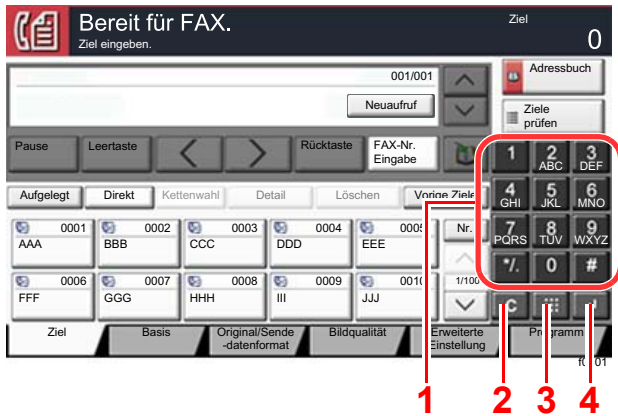 Bereit für FAX.
Ziel eingeben.
Ziel
0
001/001
Neuaufruf
Adressbuch
Ziele
prüfen
Pause
Leertaste
Rücktaste
FAX-Nr.
Eingabe
1
2
ABC
3
DEF
4
GHI
5
JKL
6
MNO
7
PQRS
8
TUV
9
WXYZ
*/.
0
#
C
Aufgelegt
Direkt
Kettenwahl
Detail
Löschen
Vorige Ziele
0001
AAA
0002
BBB
0003
CCC
0004
DDD
0005
EEE
Nr.
0006
FFF
0007
GGG
0008
HHH
0009
III
0010
JJJ
1/100
Ziel
Basis
Original/Sende
-datenformat
Bildqualität
Erweiterte
Einstellung
Programm
1
2
3
4